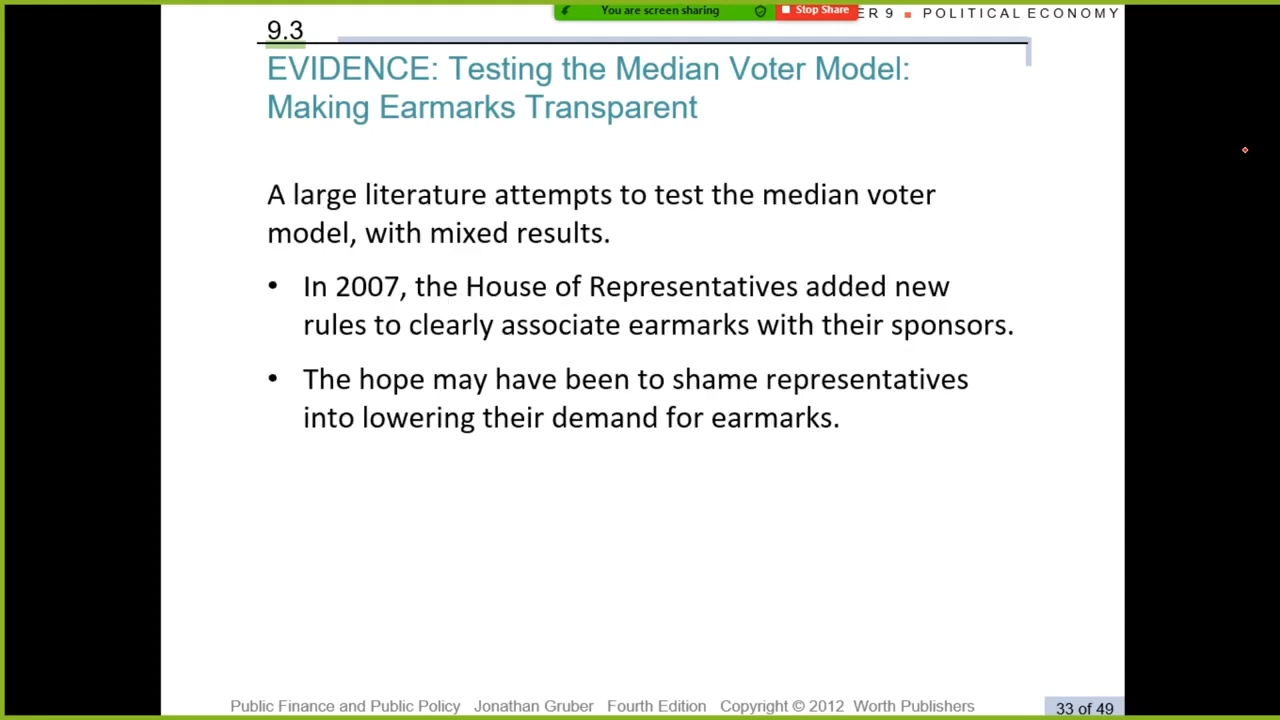 You are screen sharing
Stop Share
ER 9 ■ POLITICAL ECONOMY
9.3
EVIDENCE: Testing the Median Voter Model:
Making Earmarks Transparent
A large literature attempts to test the median voter
model, with mixed results.
• In 2007, the House of Representatives added new
rules to clearly associate earmarks with their sponsors.
• The hope may have been to shame representatives
into lowering their demand for earmarks.
Public Finance and Public Policy Jonathan Gruber Fourth Edition Copyright © 2012 Worth Publishers
33 of 49